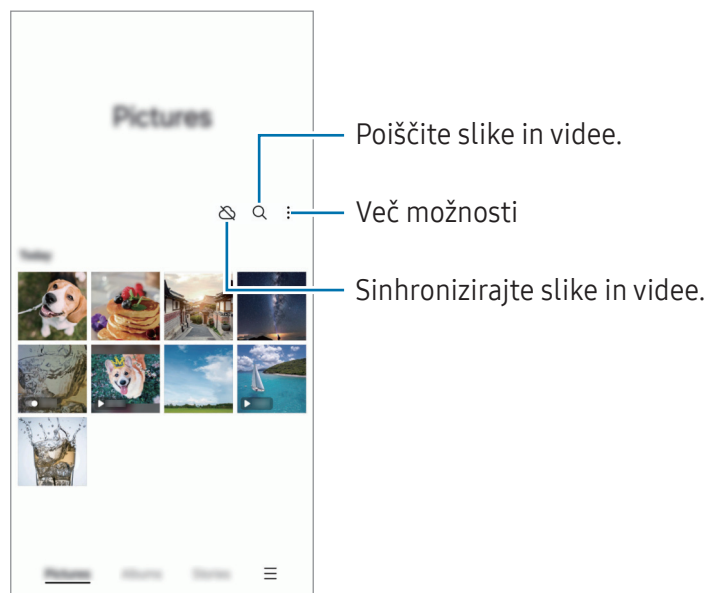 Pictures
Poiščite slike in videe.
Več možnosti
Sinhronizirajte slike in videe.
Today
Pictures Albums Stories